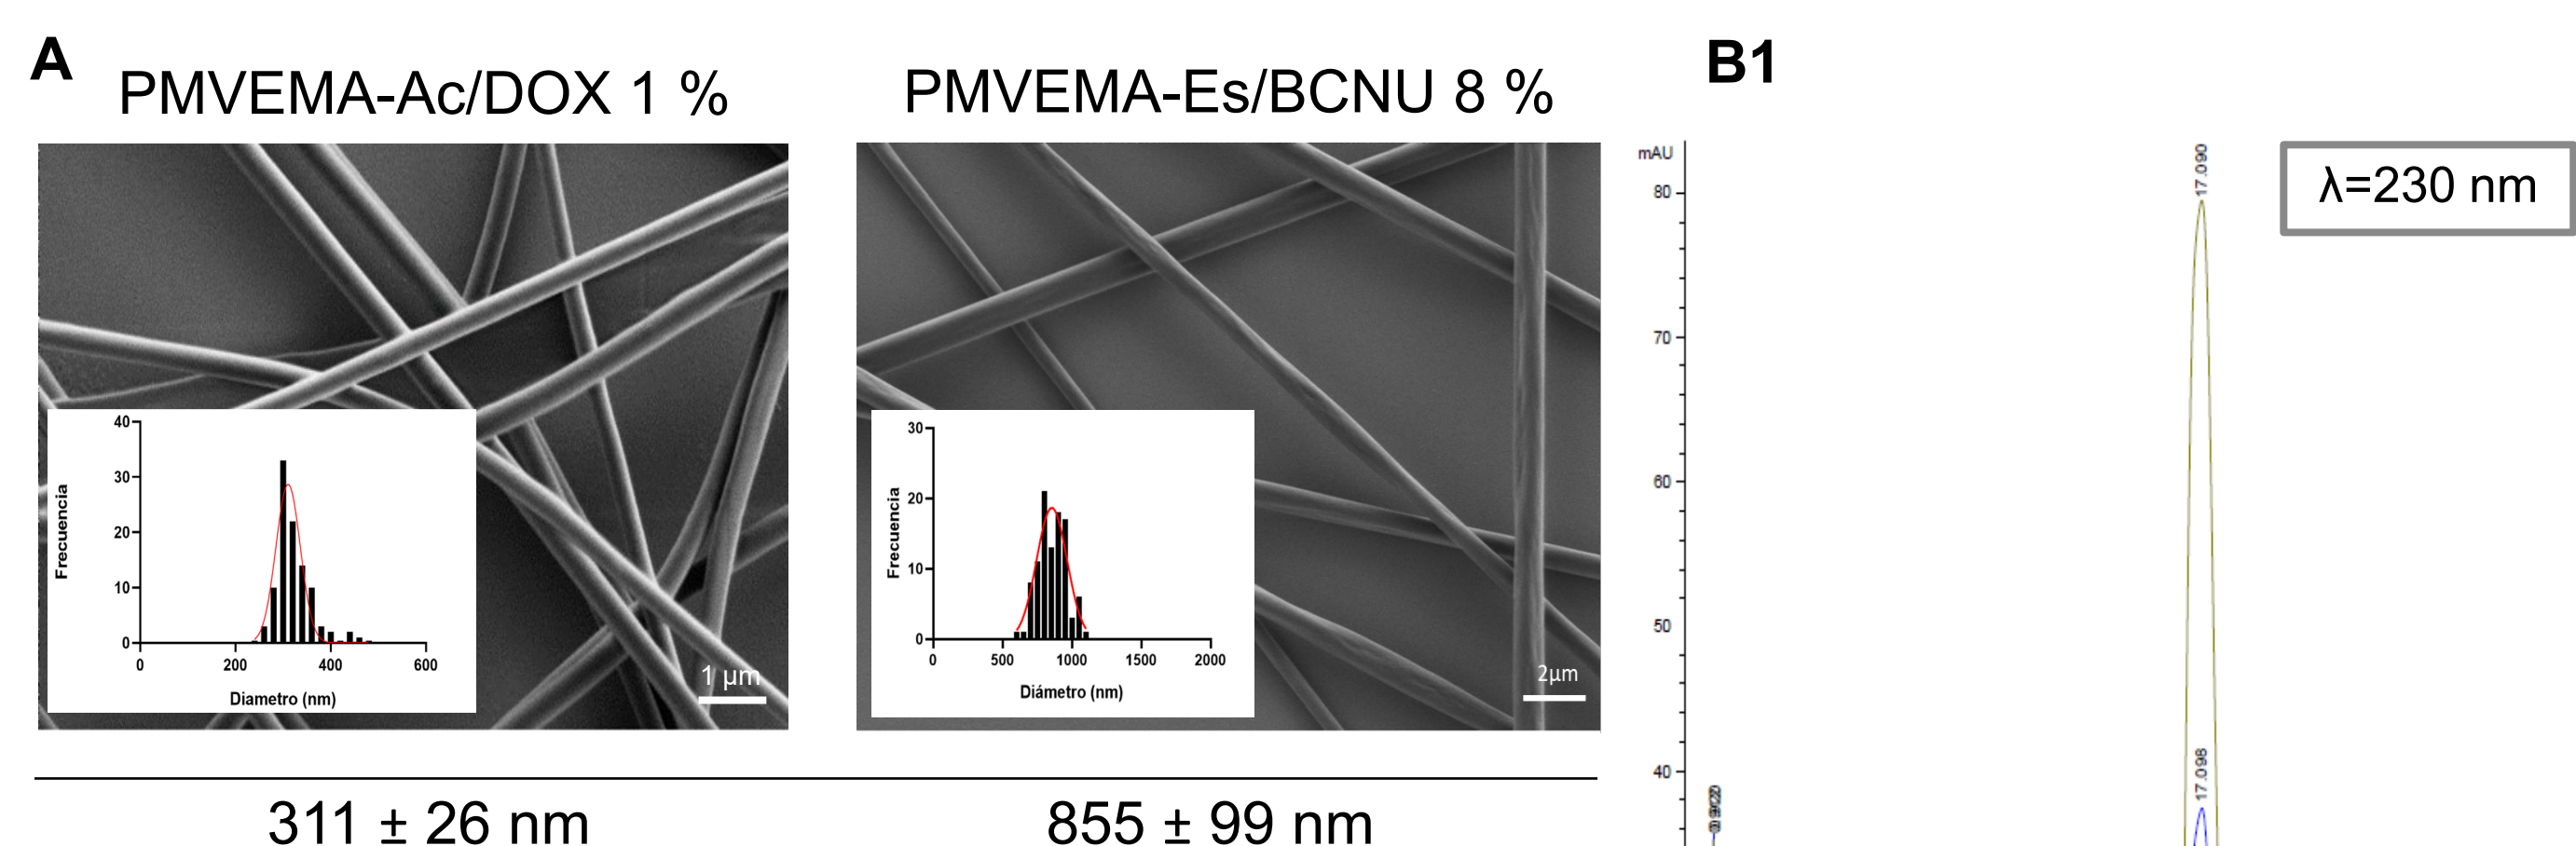 A
PMVEMA-Ac/DOX 1 %
40
30
20
10
0
Frecuencia
0 200 400 600
Diametro (nm)
1 µm
311 ± 26 nm
PMVEMA-Es/BCNU 8 %
30
20
10
0
Frecuencia
0 500 1000 1500 2000
Diámetro (nm)
2µm
855 ± 99 nm
B1
mAU
80
70
60
50
40
17.090
17.098
λ=230 nm